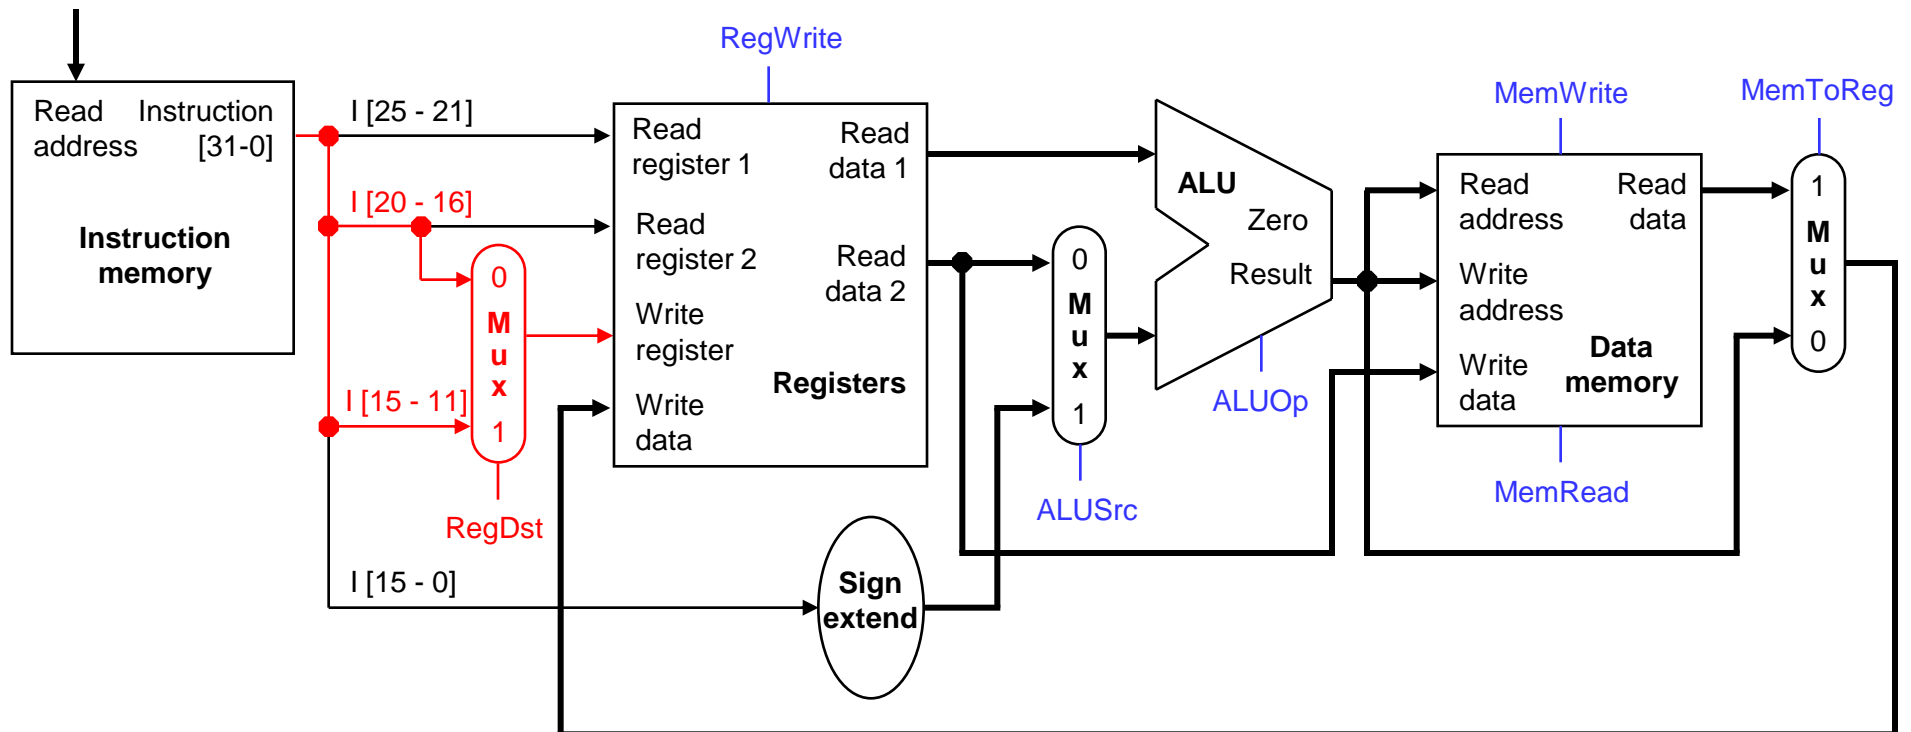 RegWrite
MemWrite
MemToReg
Read address
Instruction [31-0]
Instruction memory
I [25 - 21]
I [20 - 16]
I [15 - 11]
I [15 - 0]
0
M
u
x
1
RegDst
Read
register 1
Read
register 2
Write
register
Write
data
Read
data 1
Read
data 2
Registers
Sign
extend
0
M
u
x
1
ALUSrc
ALU
Zero
Result
ALUOp
Read
address
Write
address
Write
data
Read
data
Data
memory
MemRead
1
M
u
x
0